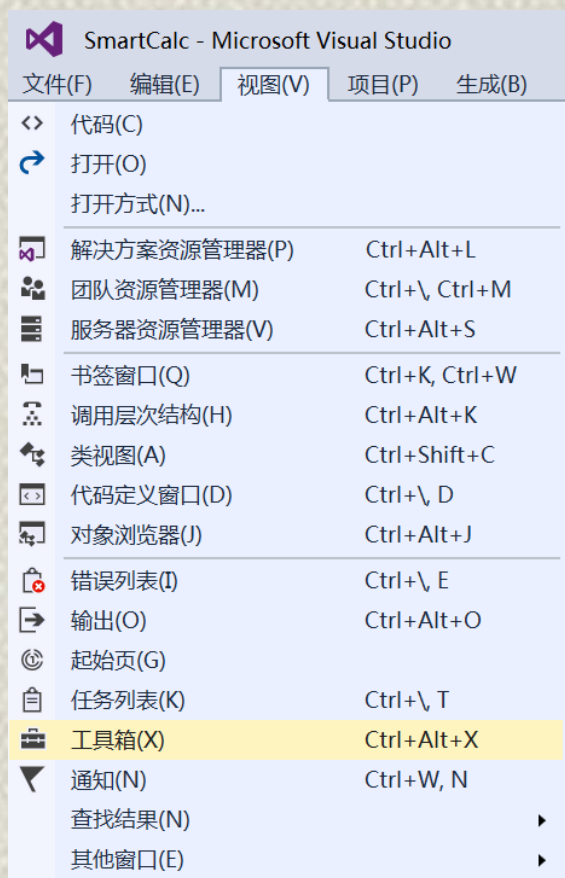 SmartCalc - Microsoft Visual Studio
文件(F) 编辑(E) 视图(V) 项目(P) 生成(B)
代码(C)
打开(O)
打开方式(N)...
解决方案资源管理器(P) Ctrl+Alt+L
团队资源管理器(M) Ctrl+\, Ctrl+M
服务器资源管理器(V) Ctrl+Alt+S
书签窗口(Q) Ctrl+K, Ctrl+W
调用层次结构(H) Ctrl+Alt+K
类视图(A) Ctrl+Shift+C
代码定义窗口(D) Ctrl+\, D
对象浏览器(J) Ctrl+Alt+J
错误列表(I) Ctrl+\, E
输出(O) Ctrl+Alt+O
起始页(G)
任务列表(K) Ctrl+\, T
工具箱(X) Ctrl+Alt+X
通知(N) Ctrl+W, N
查找结果(N)
其他窗口(E)